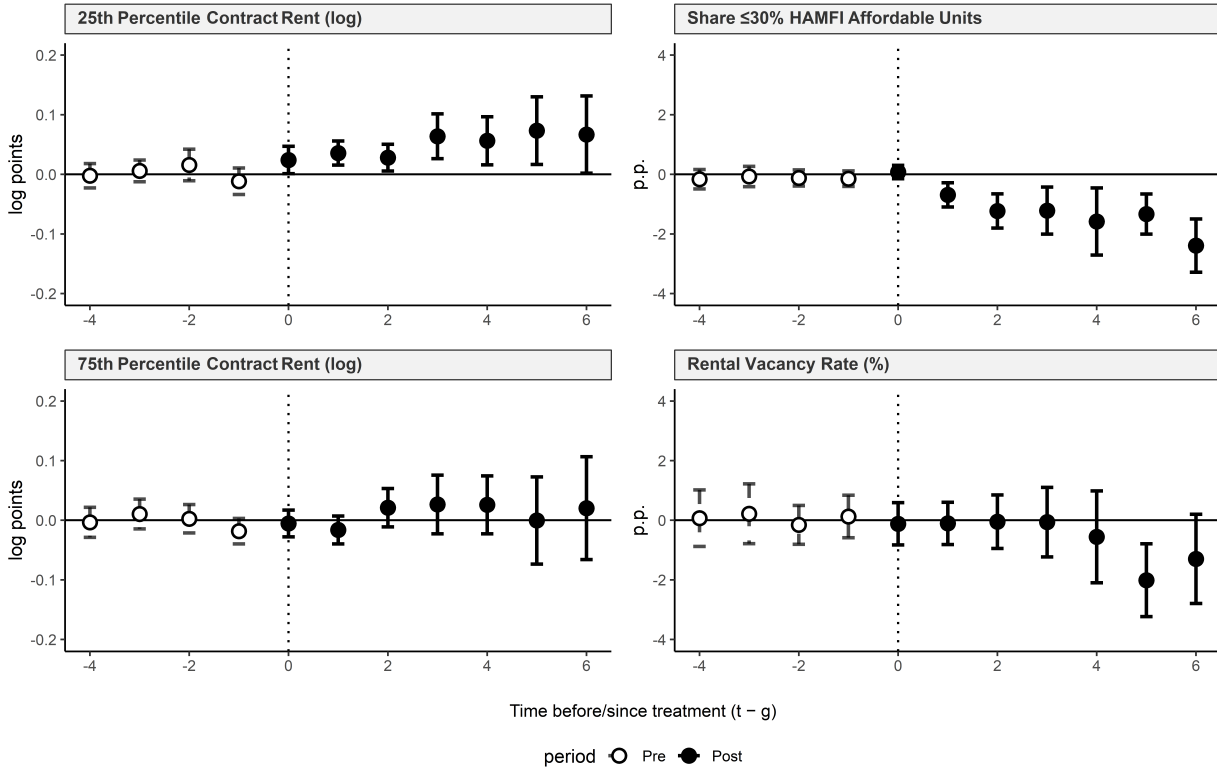 25th Percentile Contract Rent (log)
log points
0.2
0.1
0.0
-0.1
-0.2
-4 -2 0 2 4 6
Share ≤30% HAMFI Affordable Units
p.p.
4
2
0
-2
-4
-4 -2 0 2 4 6
75th Percentile Contract Rent (log)
log points
0.2
0.1
0.0
-0.1
-0.2
-4 -2 0 2 4 6
Rental Vacancy Rate (%)
p.p.
4
2
0
-2
-4
-4 -2 0 2 4 6
Time before/since treatment (t − g)
period Pre Post